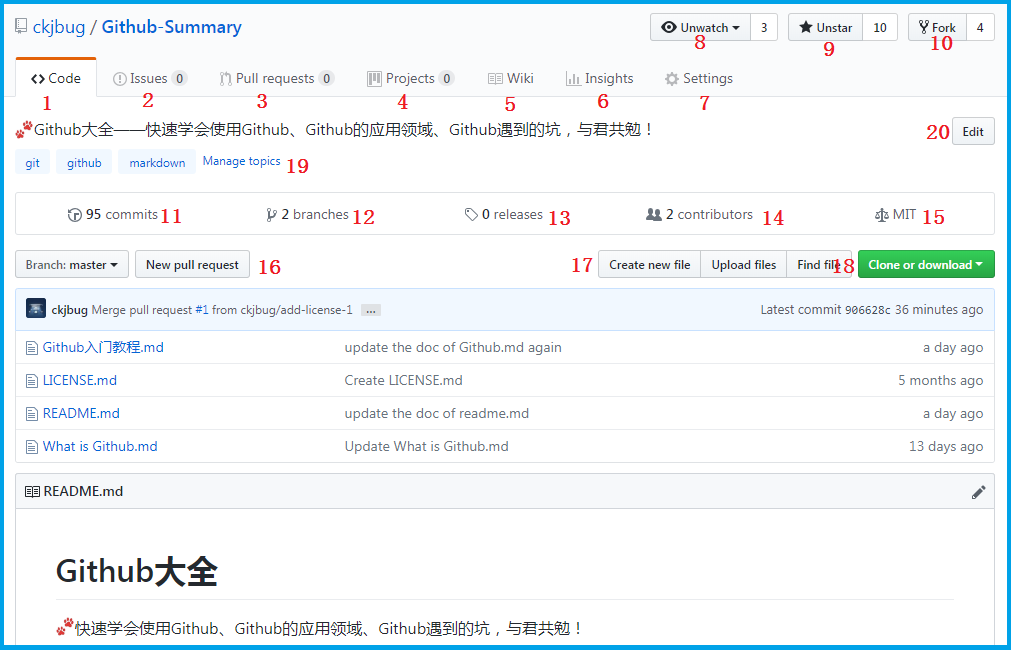 ckjbug / Github-Summary
Unwatch 3 Unstar 10 Fork 4
8 9 10
Code Issues 0 Pull requests 0 Projects 0 Wiki Insights Settings
1 2 3 4 5 6 7
Github大全——快速学会使用Github、Github的应用领域、Github遇到的坑，与君共勉！ 20 Edit
git github markdown Manage topics 19
95 commits 11 2 branches 12 0 releases 13 2 contributors 14 MIT 15
Branch: master New pull request 16 17 Create new file Upload files Find file 18 Clone or download
ckjbug Merge pull request #1 from ckjbug/add-license-1 ... Latest commit 906628c 36 minutes ago
Github入门教程.md update the doc of Github.md again a day ago
LICENSE.md Create LICENSE.md 5 months ago
README.md update the doc of readme.md a day ago
What is Github.md Update What is Github.md 13 days ago
README.md
Github大全
快速学会使用Github、Github的应用领域、Github遇到的坑，与君共勉！